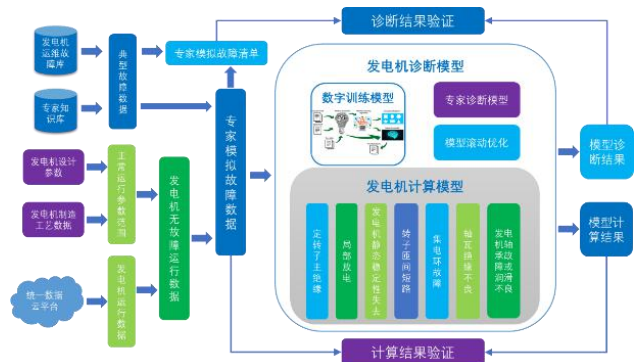 诊断结果验证
发电机
运维故
障库
典型故障数据
专家模拟故障清单
专家知
识库
专家模拟故障数据
发电机诊断模型
数字训练模型
专家诊断模型
模型滚动优化
模型诊
断结果
发电机设计
参数
正常运行参数范围
发电机无故障运行数据
发电机制造
工艺数据
发电机计算模型
定转子主绝缘
局部放电
发电机静态稳定性失去
转子匝间短路
集电环故障
轴瓦绝缘不良
发电机轴承故障或润滑不良
模型计
算结果
统一数据
云平台
发电机运行数据
计算结果验证